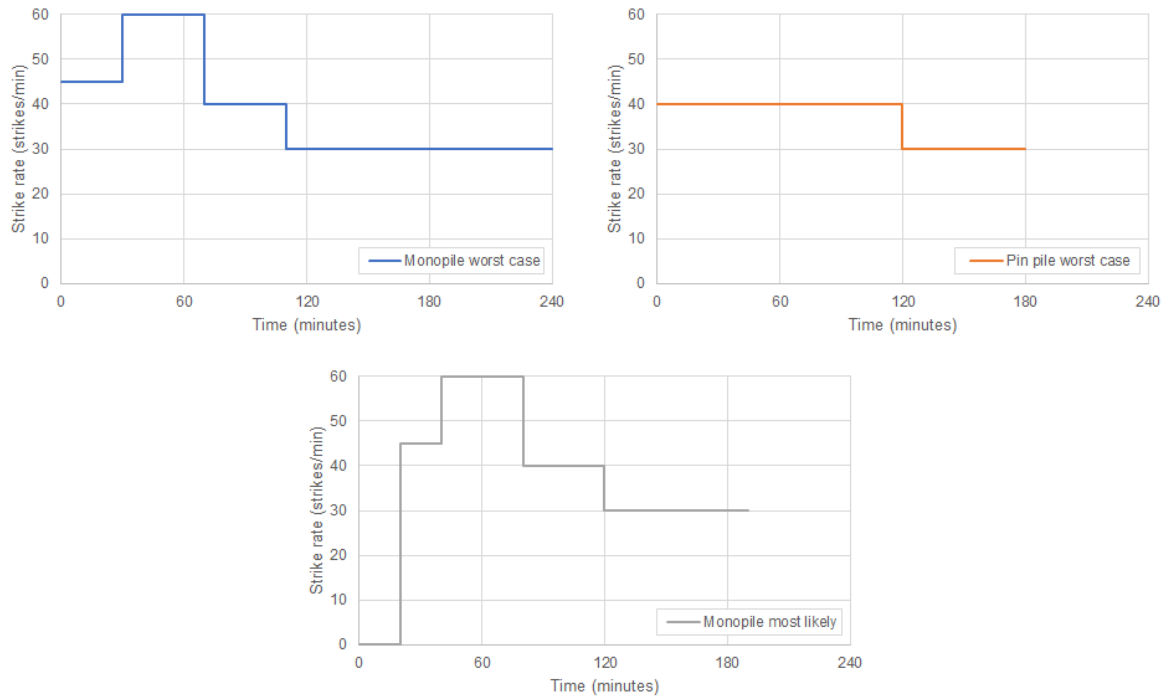 60
50
40
30
20
10
0
Strike rate (strikes/min)
Monopile worst case
0 60 120 180 240
Time (minutes)
60
50
40
30
20
10
0
Strike rate (strikes/min)
Pin pile worst case
0 60 120 180 240
Time (minutes)
60
50
40
30
20
10
0
Strike rate (strikes/min)
Monopile most likely
0 60 120 180 240
Time (minutes)